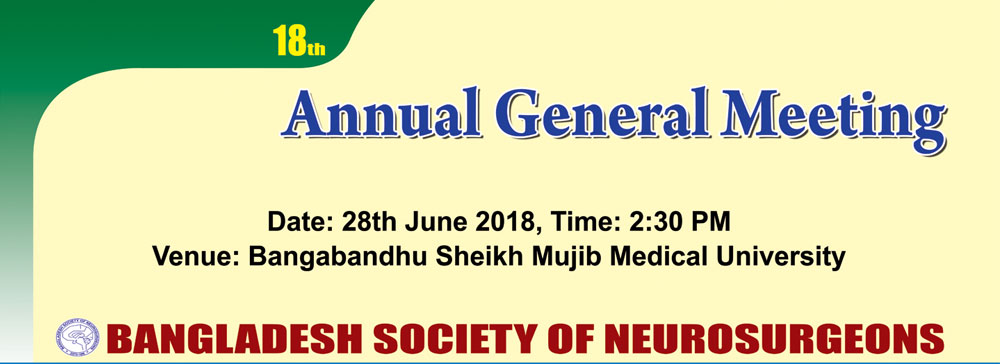 18th
Annual General Meeting
Date: 28th June 2018, Time: 2:30 PM
Venue: Bangabandhu Sheikh Mujib Medical University
BANGLADESH SOCIETY OF NEUROSURGEONS